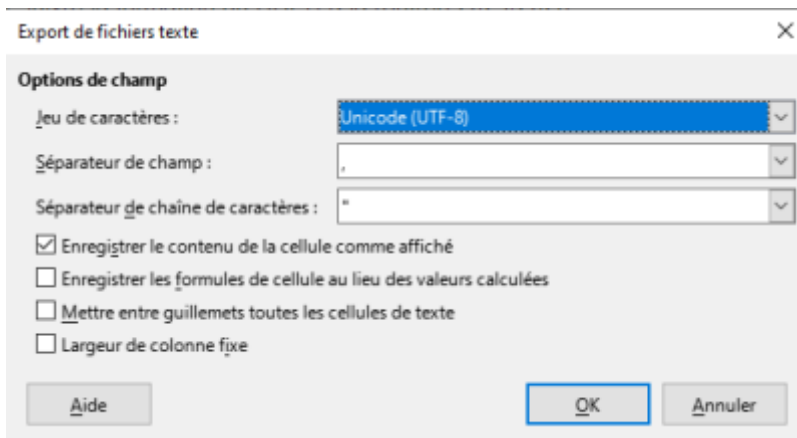 Export de fichiers texte
Options de champ
Jeu de caractères : Unicode (UTF-8)
Séparateur de champ : ,
Séparateur de chaîne de caractères : "
Enregistrer le contenu de la cellule comme affiché
Enregistrer les formules de cellule au lieu des valeurs calculées
Mettre entre guillemets toutes les cellules de texte
Largeur de colonne fixe
Aide OK Annuler